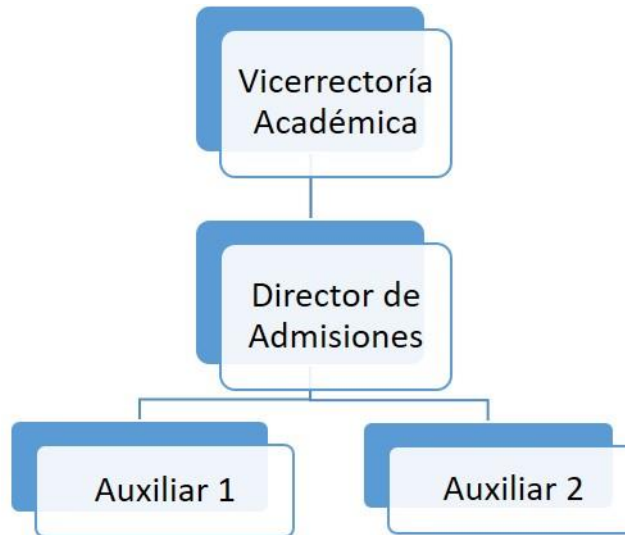 Vicerrectoría
Académica
Director de
Admisiones
Auxiliar 1
Auxiliar 2